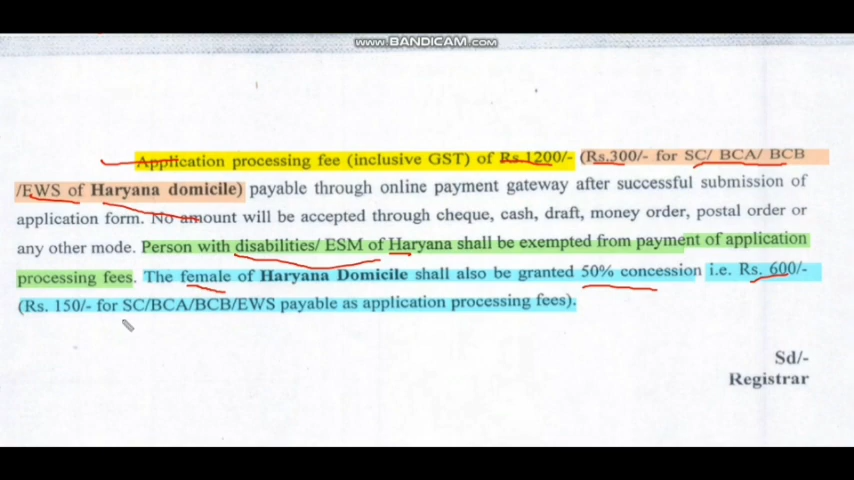 www.BANDICAM.com
Application processing fee (inclusive GST) of Rs.1200/- (Rs.300/- for SC/ BCA/ BCB
/EWS of Haryana domicile) payable through online payment gateway after successful submission of
application form. No amount will be accepted through cheque, cash, draft, money order, postal order or
any other mode. Person with disabilities/ ESM of Haryana shall be exempted from payment of application
processing fees. The female of Haryana Domicile shall also be granted 50% concession i.e. Rs. 600/-
(Rs. 150/- for SC/BCA/BCB/EWS payable as application processing fees).
Sd/-
Registrar